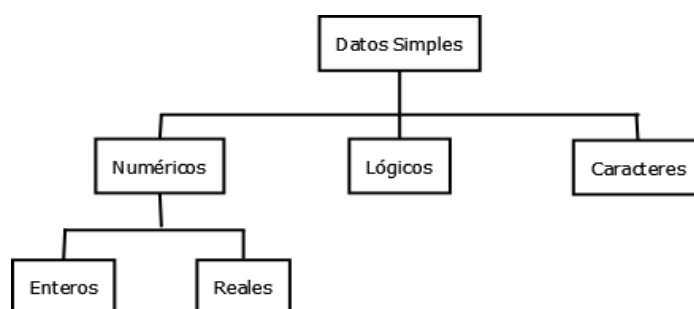 Datos Simples
Numéricos
Lógicos
Caracteres
Enteros
Reales